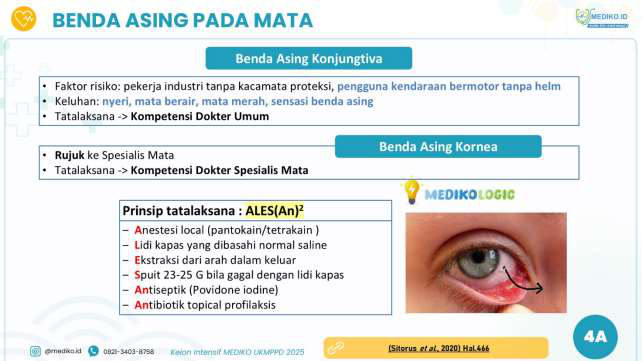 BENDA ASING PADA MATA
MEDIKO.ID
Benda Asing Konjungtiva
• Faktor risiko: pekerja industri tanpa kacamata proteksi, pengguna kendaraan bermotor tanpa helm
• Keluhan: nyeri, mata berair, mata merah, sensasi benda asing
• Tatalaksana -> Kompetensi Dokter Umum
Benda Asing Kornea
• Rujuk ke Spesialis Mata
• Tatalaksana -> Kompetensi Dokter Spesialis Mata
MEDIKOLOGIC
Prinsip tatalaksana : ALES(An)²
– Anestesi local (pantokain/tetrakain )
– Lidi kapas yang dibasahi normal saline
– Ekstraksi dari arah dalam keluar
– Spuit 23-25 G bila gagal dengan lidi kapas
– Antiseptik (Povidone iodine)
– Antibiotik topical profilaksis
@mediko.id
0821-3403-8758
Kelon Intensif MEDIKO UKMPPD 2025
(Sitorus et al., 2020) Hal.466
4A